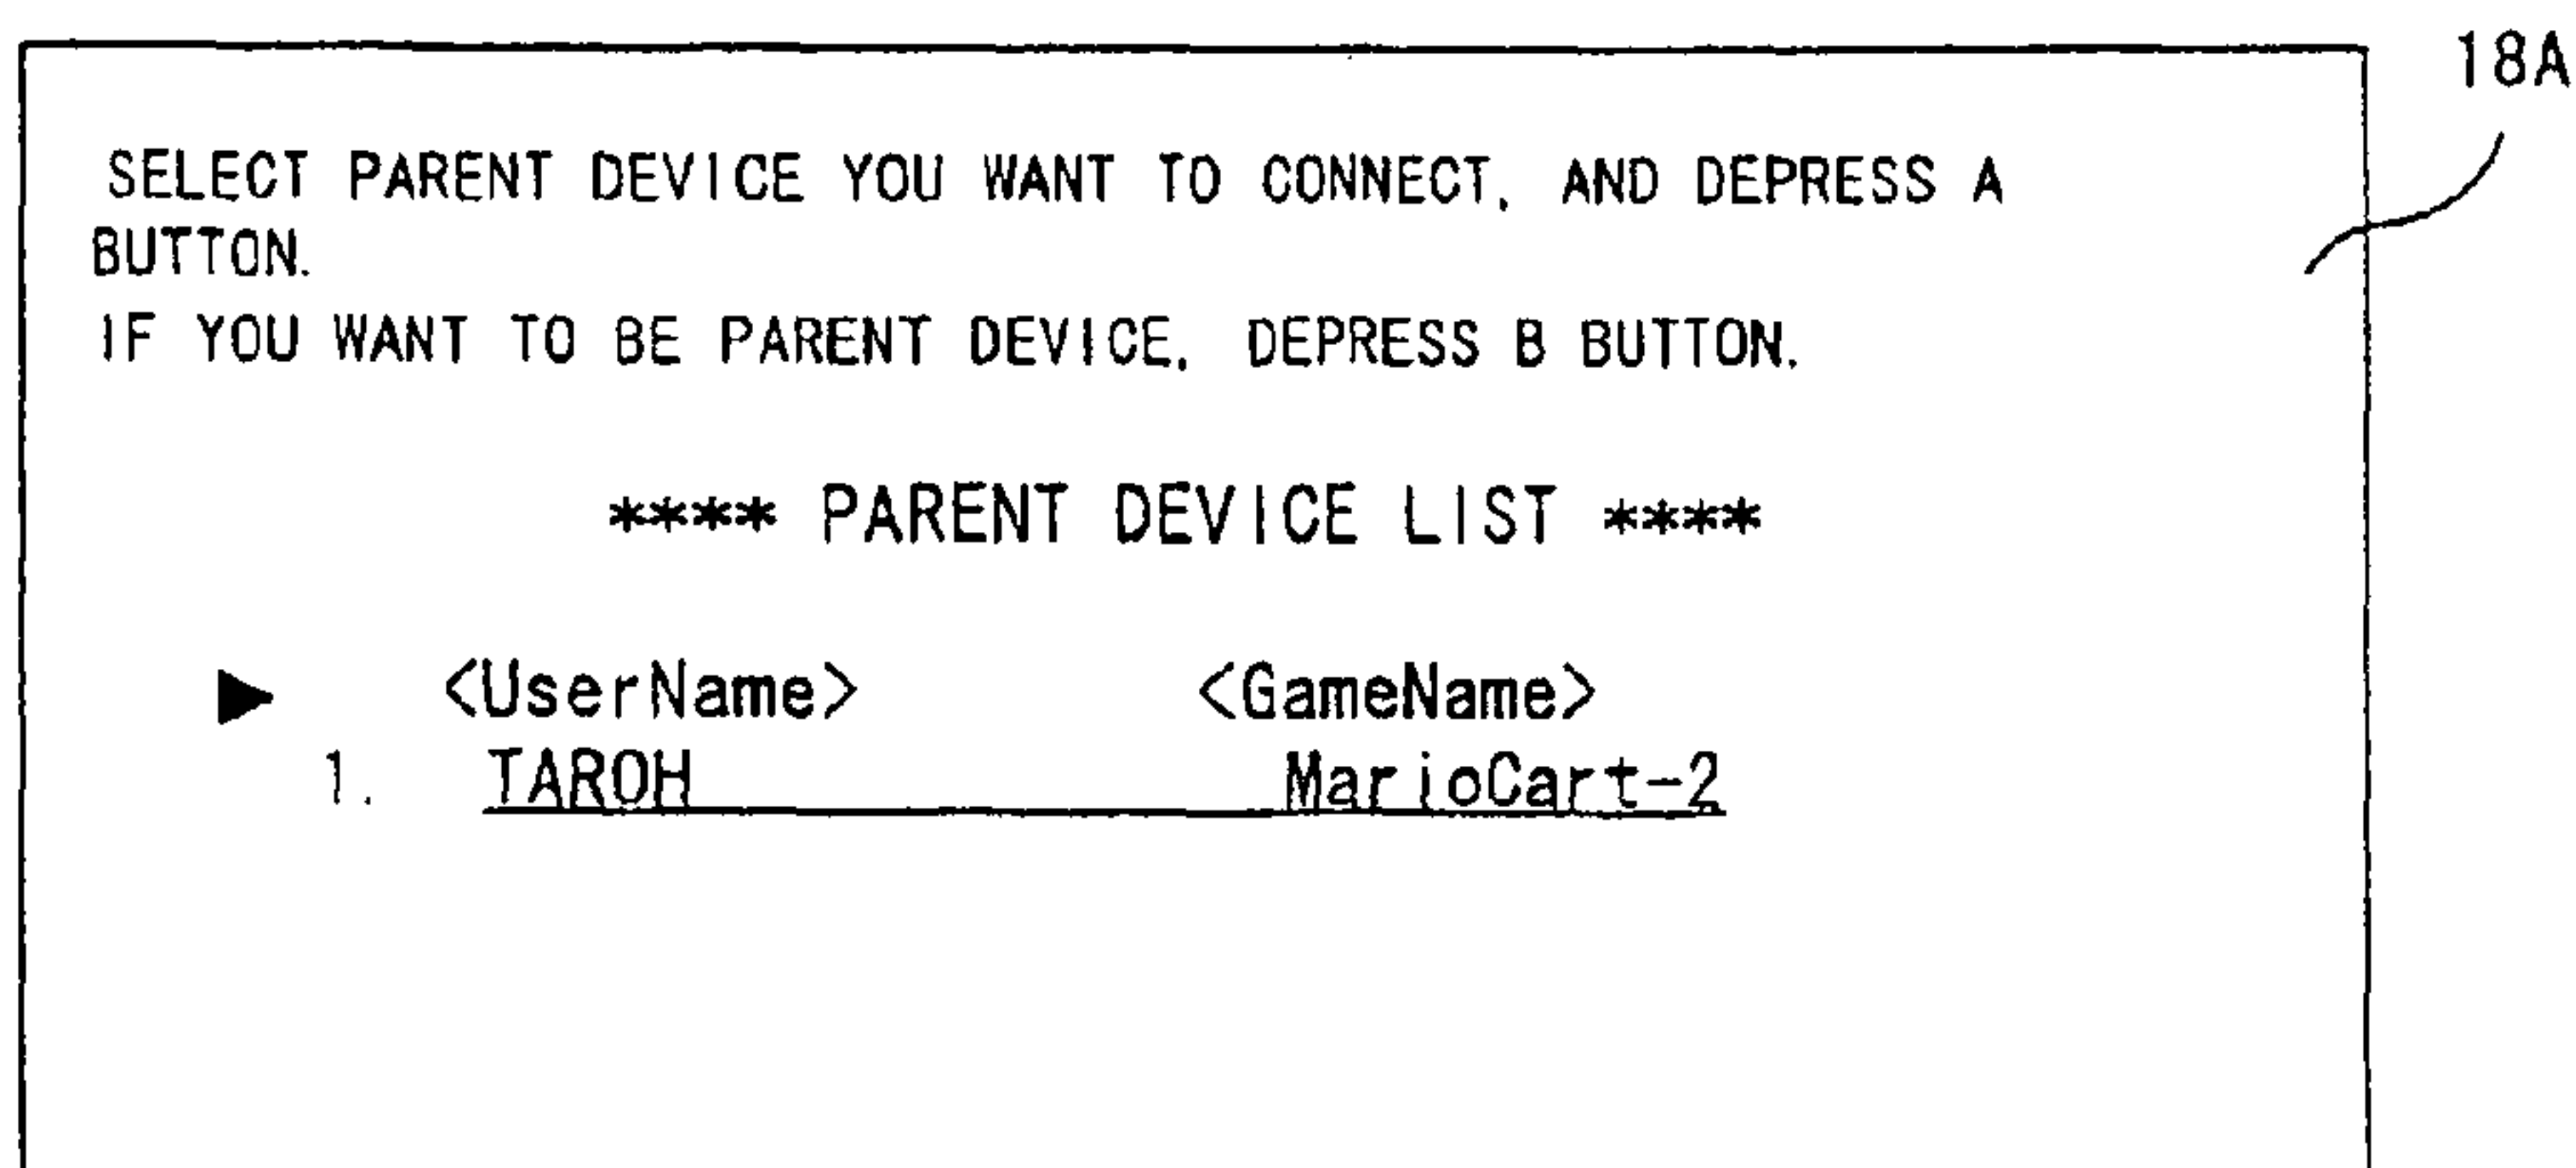 18A
SELECT PARENT DEVICE YOU WANT TO CONNECT, AND DEPRESS A
BUTTON.
IF YOU WANT TO BE PARENT DEVICE, DEPRESS B BUTTON.
**** PARENT DEVICE LIST ****
▶ <UserName> <GameName>
1. TAROH MarioCart-2